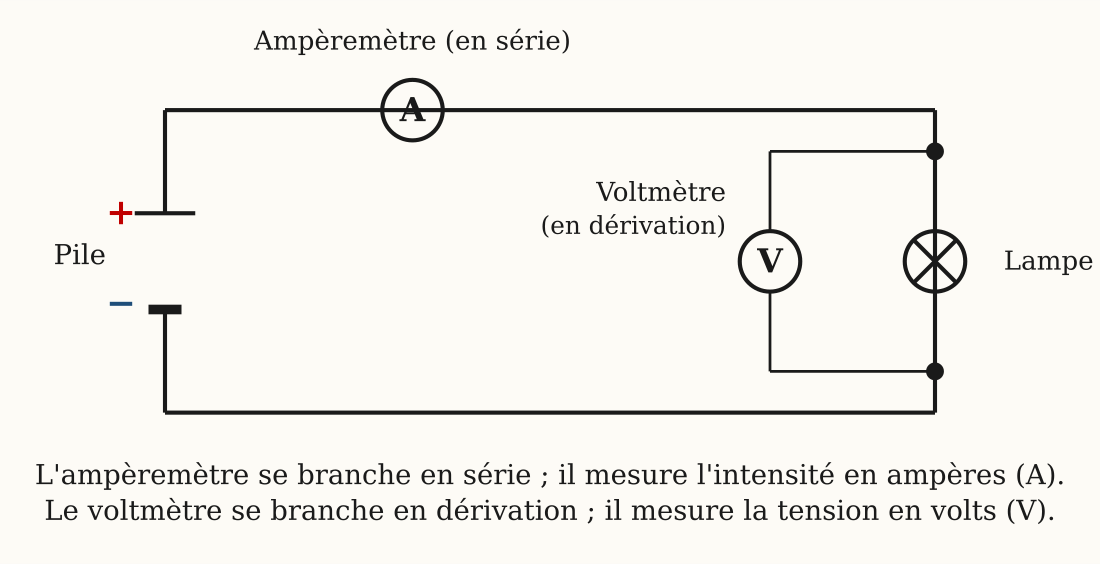 Ampèremètre (en série)
A
Voltmètre
(en dérivation)
+
Pile
V
Lampe
−
L'ampèremètre se branche en série ; il mesure l'intensité en ampères (A).
Le voltmètre se branche en dérivation ; il mesure la tension en volts (V).